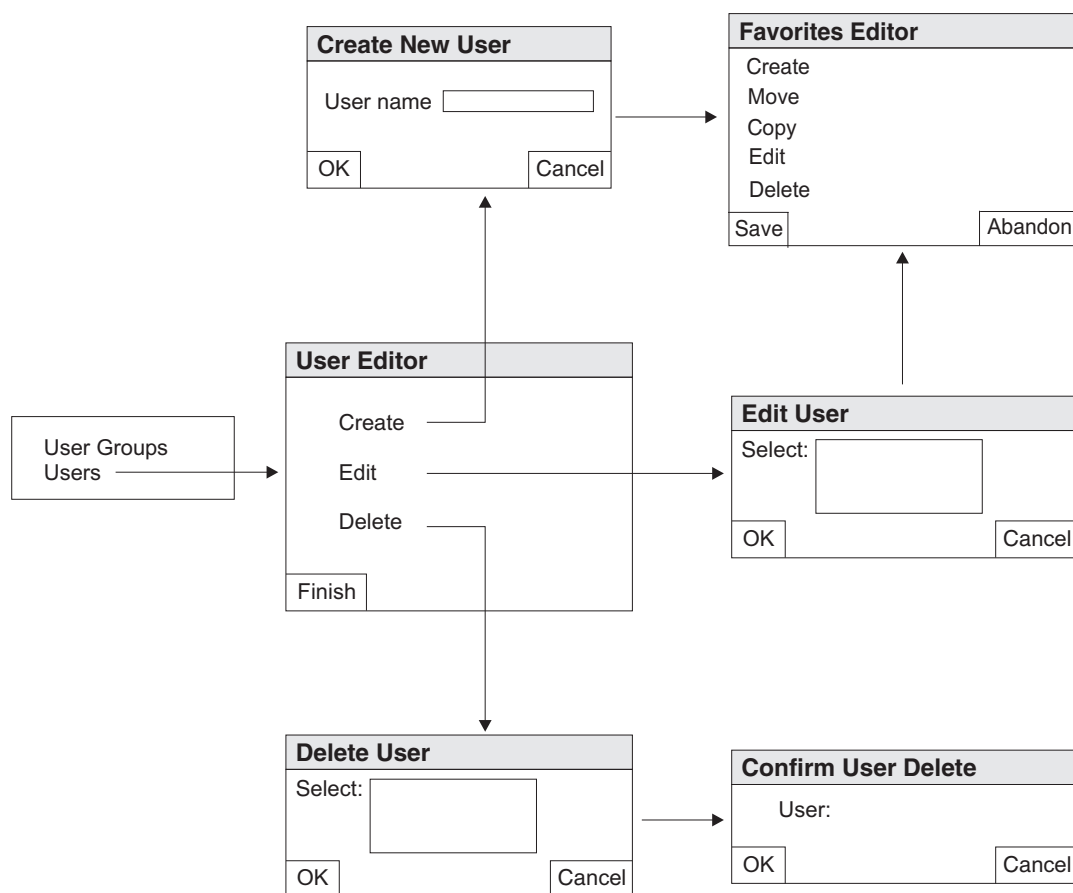 Create New User
User name
OK
Cancel
Favorites Editor
Create
Move
Copy
Edit
Delete
Save
Abandon
User Groups
Users
User Editor
Create
Edit
Delete
Finish
Edit User
Select:
OK
Cancel
Delete User
Select:
OK
Cancel
Confirm User Delete
User:
OK
Cancel